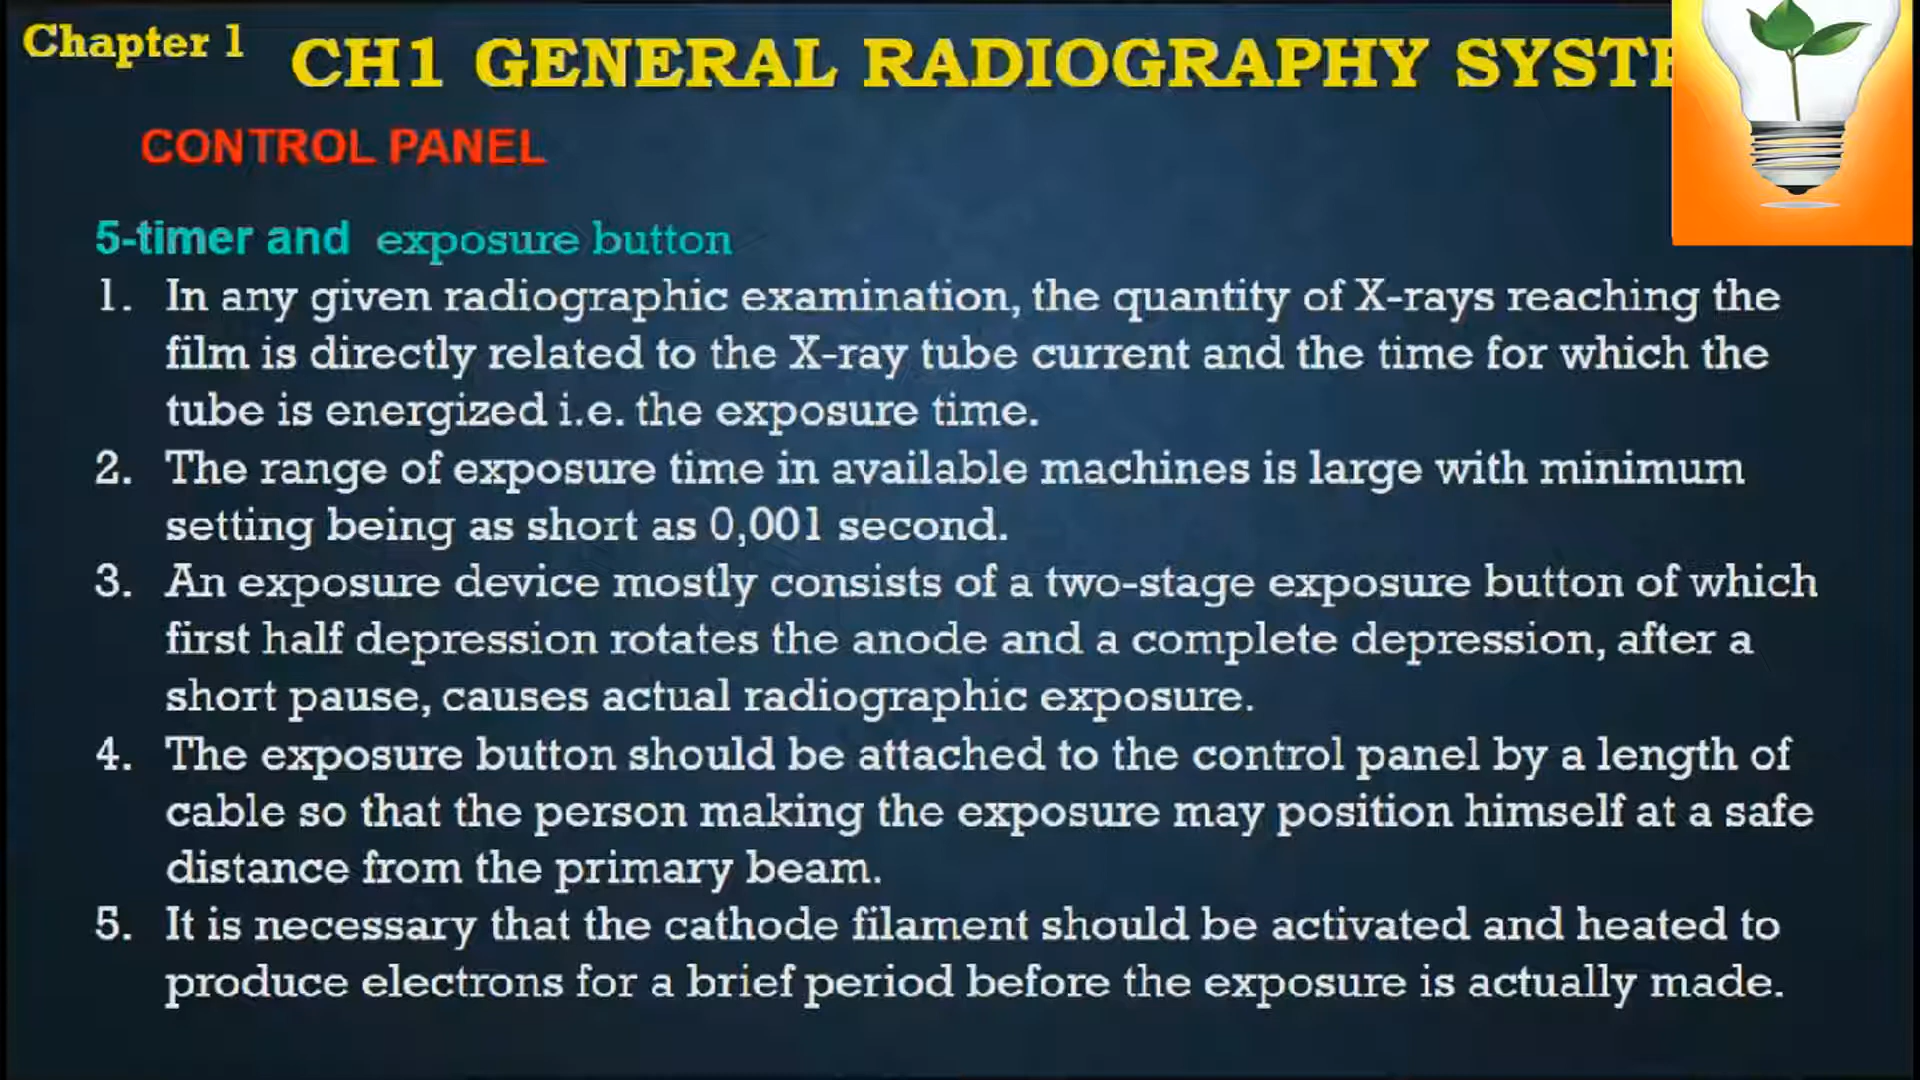 Chapter 1
CH1 GENERAL RADIOGRAPHY
CONTROL PANEL
5-timer and exposure button
1. In any given radiographic examination, the quantity of X-rays reaching the
film is directly related to the X-ray tube current and the time for which the
tube is energized i.e. the exposure time.
2. The range of exposure time in available machines is large with minimum
setting being as short as 0,001 second.
3. An exposure device mostly consists of a two-stage exposure button of which
first half depression rotates the anode and a complete depression, after a
short pause, causes actual radiographic exposure.
4. The exposure button should be attached to the control panel by a length of
cable so that the person making the exposure may position himself at a safe
distance from the primary beam.
5. It is necessary that the cathode filament should be activated and heated to
produce electrons for a brief period before the exposure is actually made.